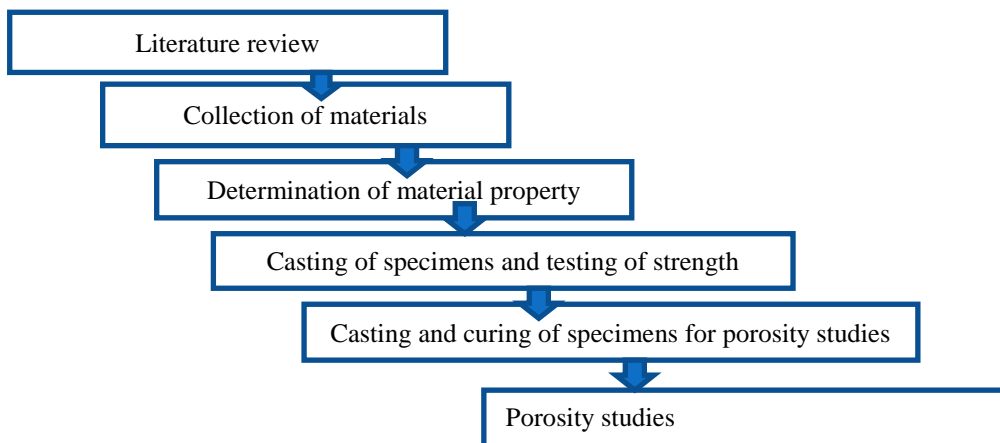 Literature review
Collection of materials
Determination of material property
Casting of specimens and testing of strength
Casting and curing of specimens for porosity studies
Porosity studies